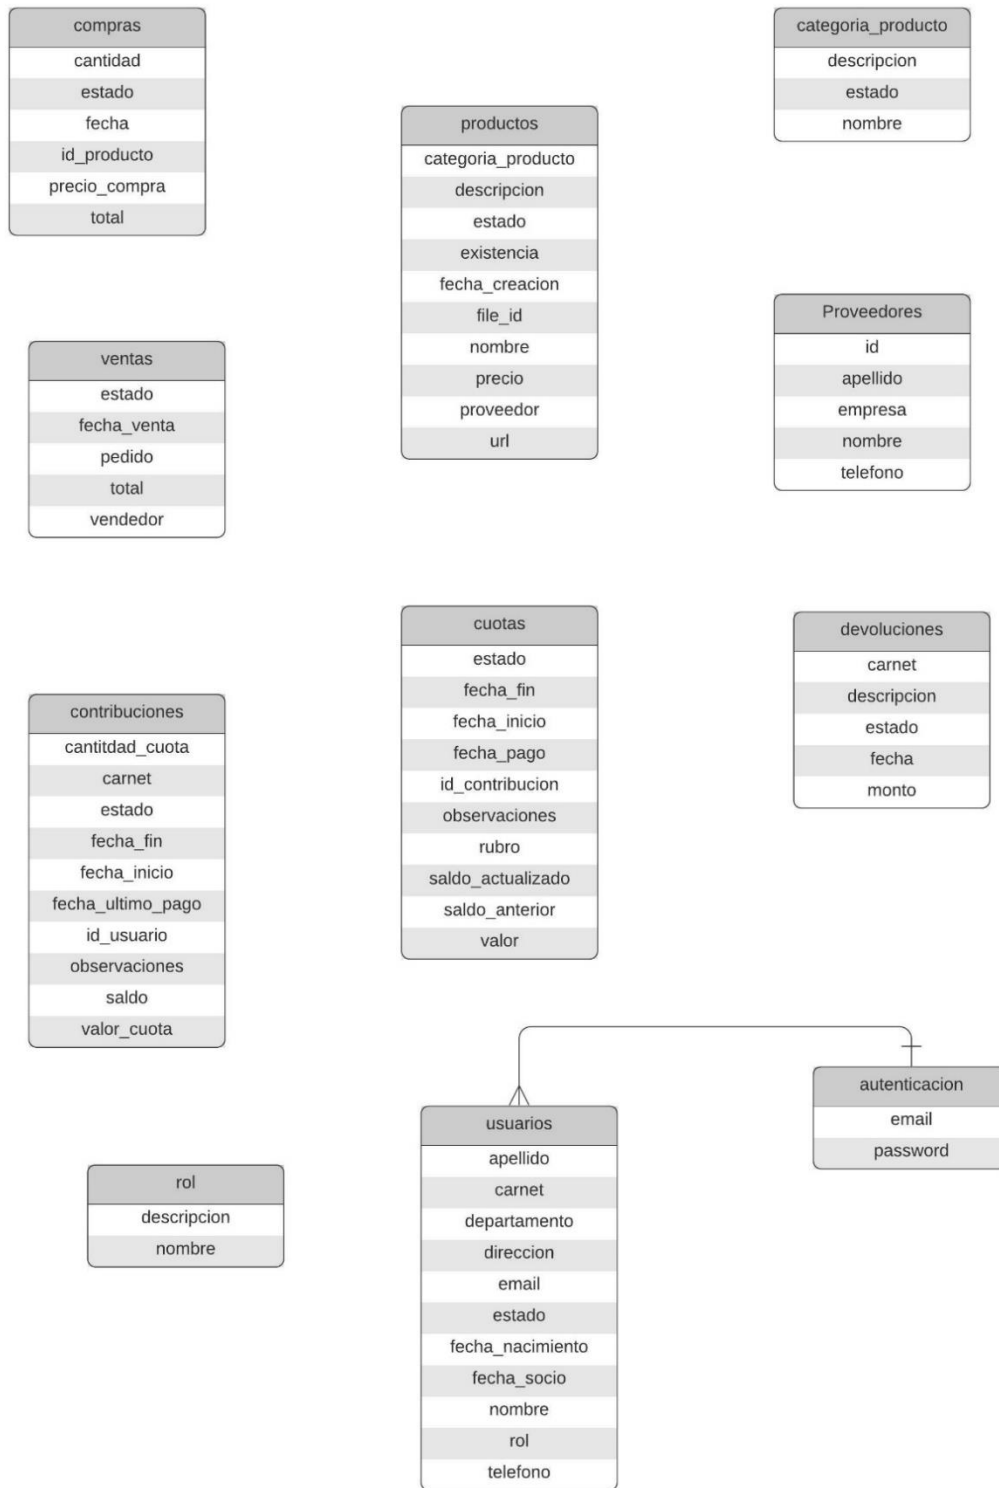 compras
cantidad
estado
fecha
id_producto
precio_compra
total
categoria_producto
descripcion
estado
nombre
productos
categoria_producto
descripcion
estado
existencia
fecha_creacion
file_id
nombre
precio
proveedor
url
Proveedores
id
apellido
empresa
nombre
telefono
ventas
estado
fecha_venta
pedido
total
vendedor
cuotas
estado
fecha_fin
fecha_inicio
fecha_pago
id_contribucion
observaciones
rubro
saldo_actualizado
saldo_anterior
valor
devoluciones
carnet
descripcion
estado
fecha
monto
contribuciones
cantitdad_cuota
carnet
estado
fecha_fin
fecha_inicio
fecha_ultimo_pago
id_usuario
observaciones
saldo
valor_cuota
autenticacion
email
password
usuarios
apellido
carnet
departamento
direccion
email
estado
fecha_nacimiento
fecha_socio
nombre
rol
telefono
rol
descripcion
nombre